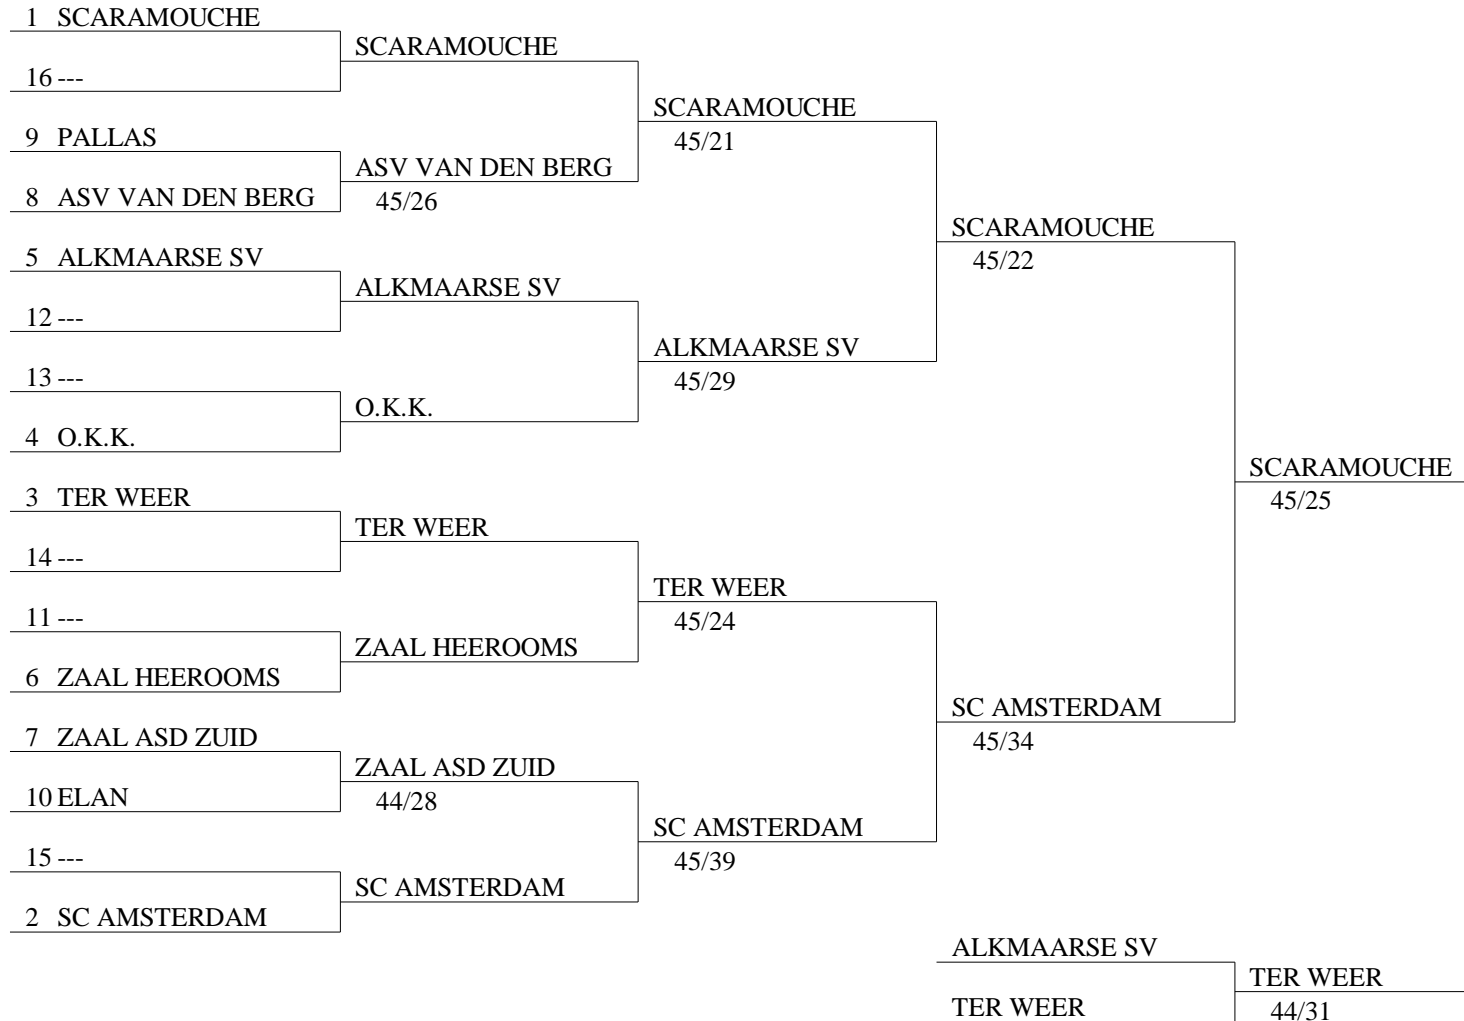 1 SCARAMOUCHE
SCARAMOUCHE
16 ---
SCARAMOUCHE
45/21
9 PALLAS
ASV VAN DEN BERG
45/26
8 ASV VAN DEN BERG
SCARAMOUCHE
45/22
5 ALKMAARSE SV
ALKMAARSE SV
12 ---
ALKMAARSE SV
45/29
13 ---
O.K.K.
4 O.K.K.
SCARAMOUCHE
45/25
3 TER WEER
TER WEER
14 ---
TER WEER
45/24
11 ---
ZAAL HEEROOMS
6 ZAAL HEEROOMS
SC AMSTERDAM
45/34
7 ZAAL ASD ZUID
ZAAL ASD ZUID
44/28
10 ELAN
SC AMSTERDAM
45/39
15 ---
SC AMSTERDAM
2 SC AMSTERDAM
ALKMAARSE SV
TER WEER
44/31
TER WEER